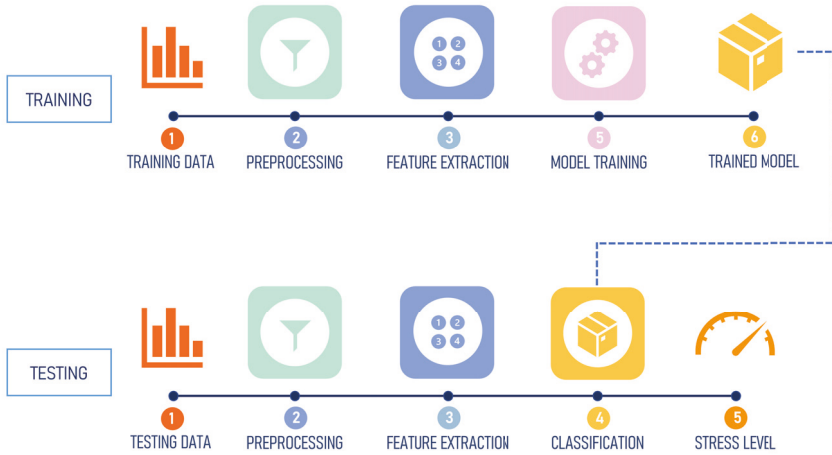 1 2
3 4
TRAINING
1 2 3 5 6
TRAINING DATA PREPROCESSING FEATURE EXTRACTION MODEL TRAINING TRAINED MODEL
1 2
3 4
TESTING
1 2 3 4 5
TESTING DATA PREPROCESSING FEATURE EXTRACTION CLASSIFICATION STRESS LEVEL